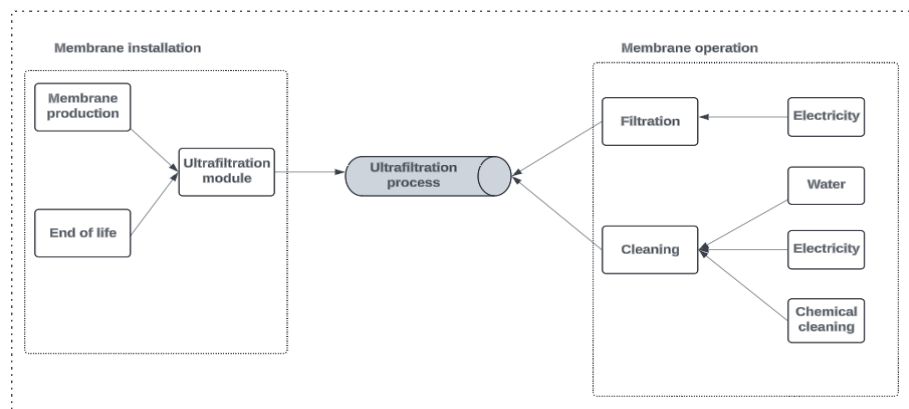 Membrane installation
Membrane
production
Ultrafiltration
module
End of life
Ultrafiltration
process
Membrane operation
Filtration
Electricity
Water
Cleaning
Electricity
Chemical
cleaning